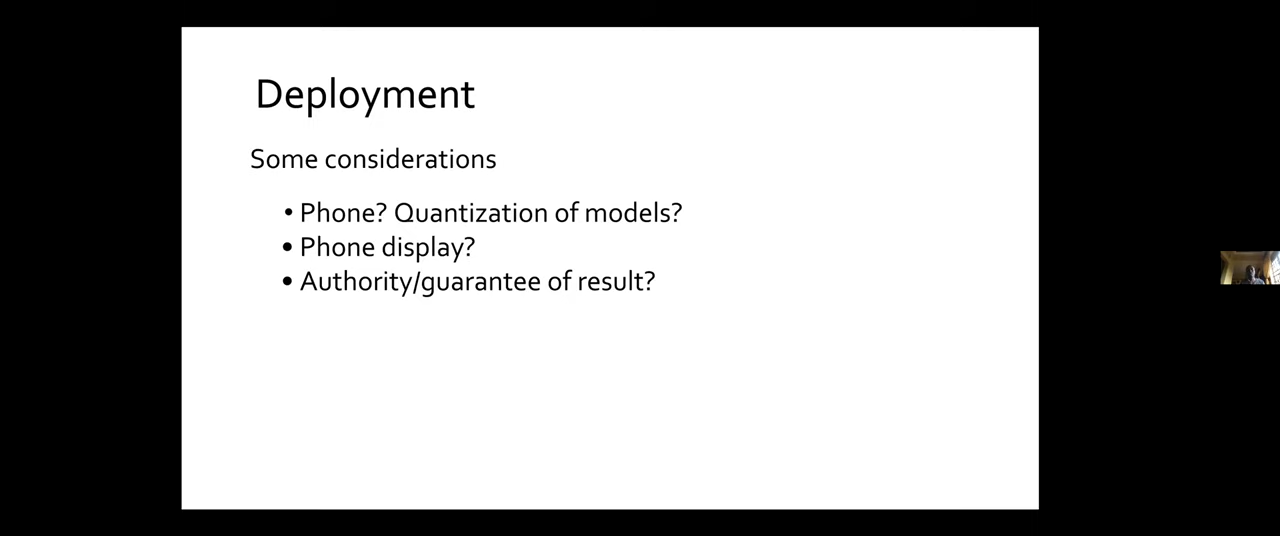 Deployment
Some considerations
• Phone? Quantization of models?
• Phone display?
• Authority/guarantee of result?